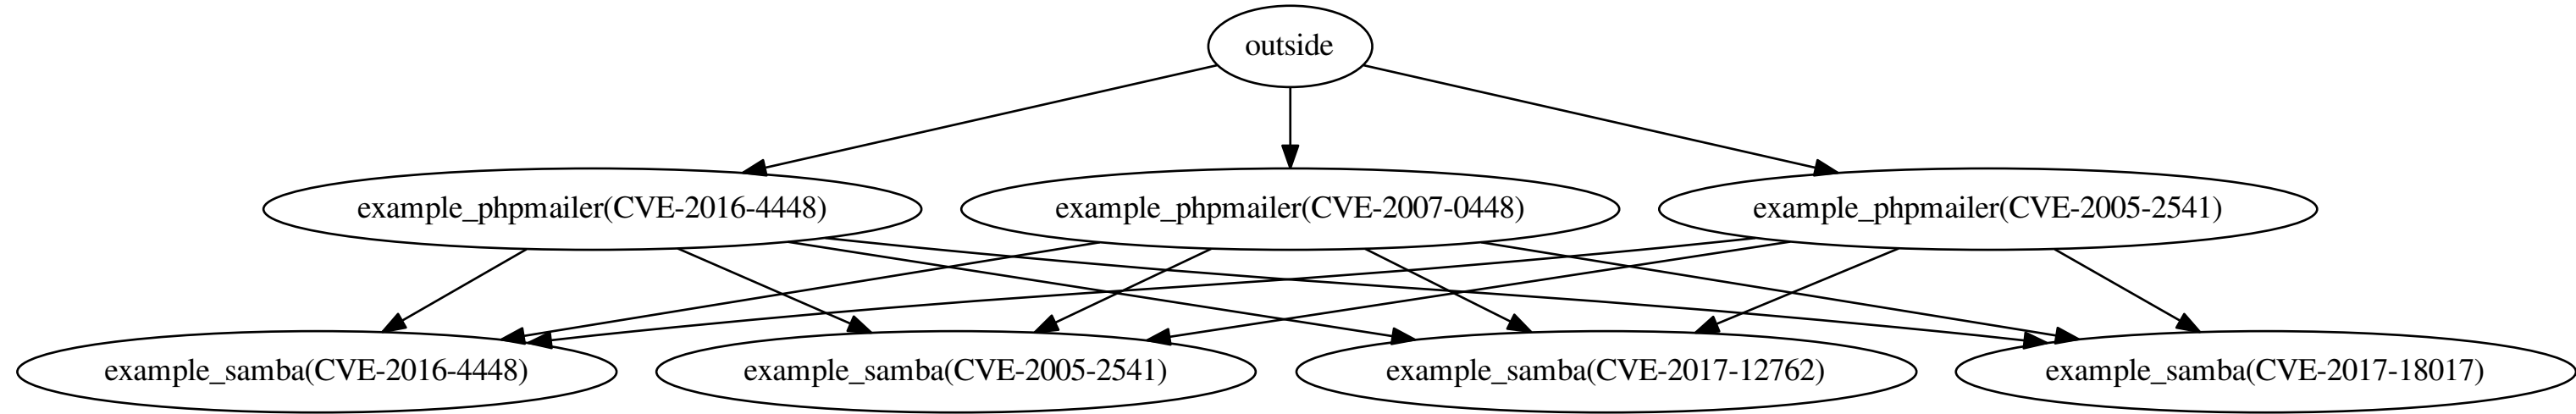 outside
example_phpmailer(CVE-2016-4448)
example_phpmailer(CVE-2007-0448)
example_phpmailer(CVE-2005-2541)
example_samba(CVE-2016-4448)
example_samba(CVE-2005-2541)
example_samba(CVE-2017-12762)
example_samba(CVE-2017-18017)